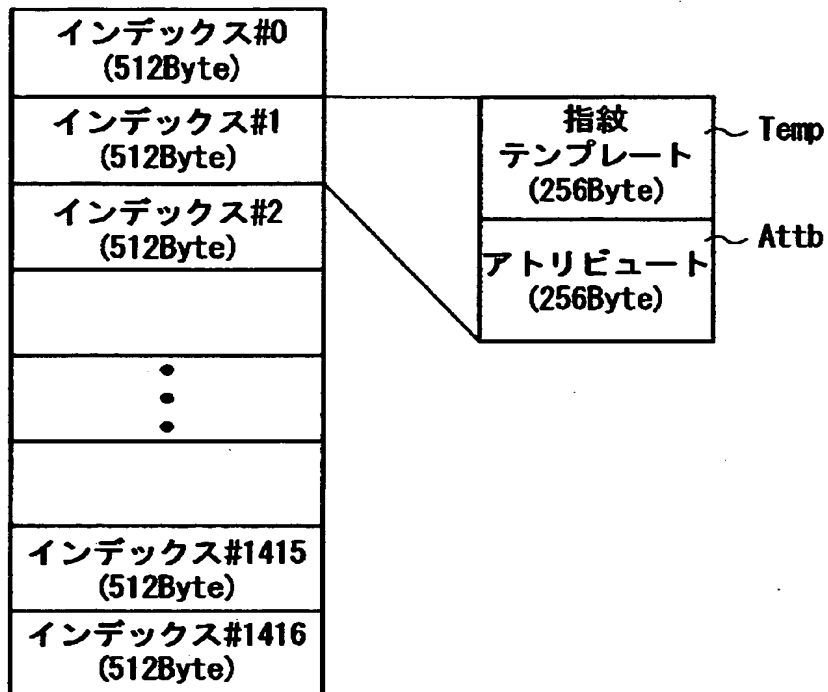 インデックス#0
(512Byte)
インデックス#1
(512Byte)
インデックス#2
(512Byte)
インデックス#1415
(512Byte)
インデックス#1416
(512Byte)
指紋
テンプレート
(256Byte)
Temp
アトリビュート
(256Byte)
Attb